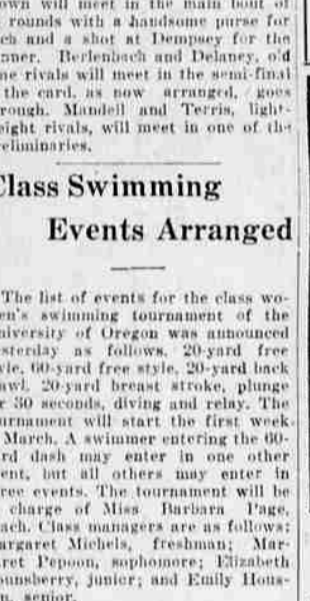 own will meet in the main bout of
rounds with a handsome purse for
ch and a shot at Dempsey for the
nner. Berlenbach and Delaney, old
me rivals will meet in the semi-final
the card, as now arranged, goes
rough. Mandell and Terris, light-
eight rivals, will meet in one of the
eliminaries.
Class Swimming
Events Arranged
The list of events for the class wo-
en's swimming tournament of the
niversity of Oregon was announced
sterday as follows, 20-yard free
yle, 60-yard free style, 20-yard back
awl, 20-yard breast stroke, plunge
r 30 seconds, diving and relay. The
urnament will start the first week
March. A swimmer entering the 60-
rd dash may enter in one other
ent, but all others may enter in
ree events. The tournament will be
charge of Miss Barbara Page,
ach. Class managers are as follows:
argaret Michels, freshman; Mar-
ret Pepoon, sophomore; Elizabeth
ounsberry, junior; and Emily Hous-
n, senior.